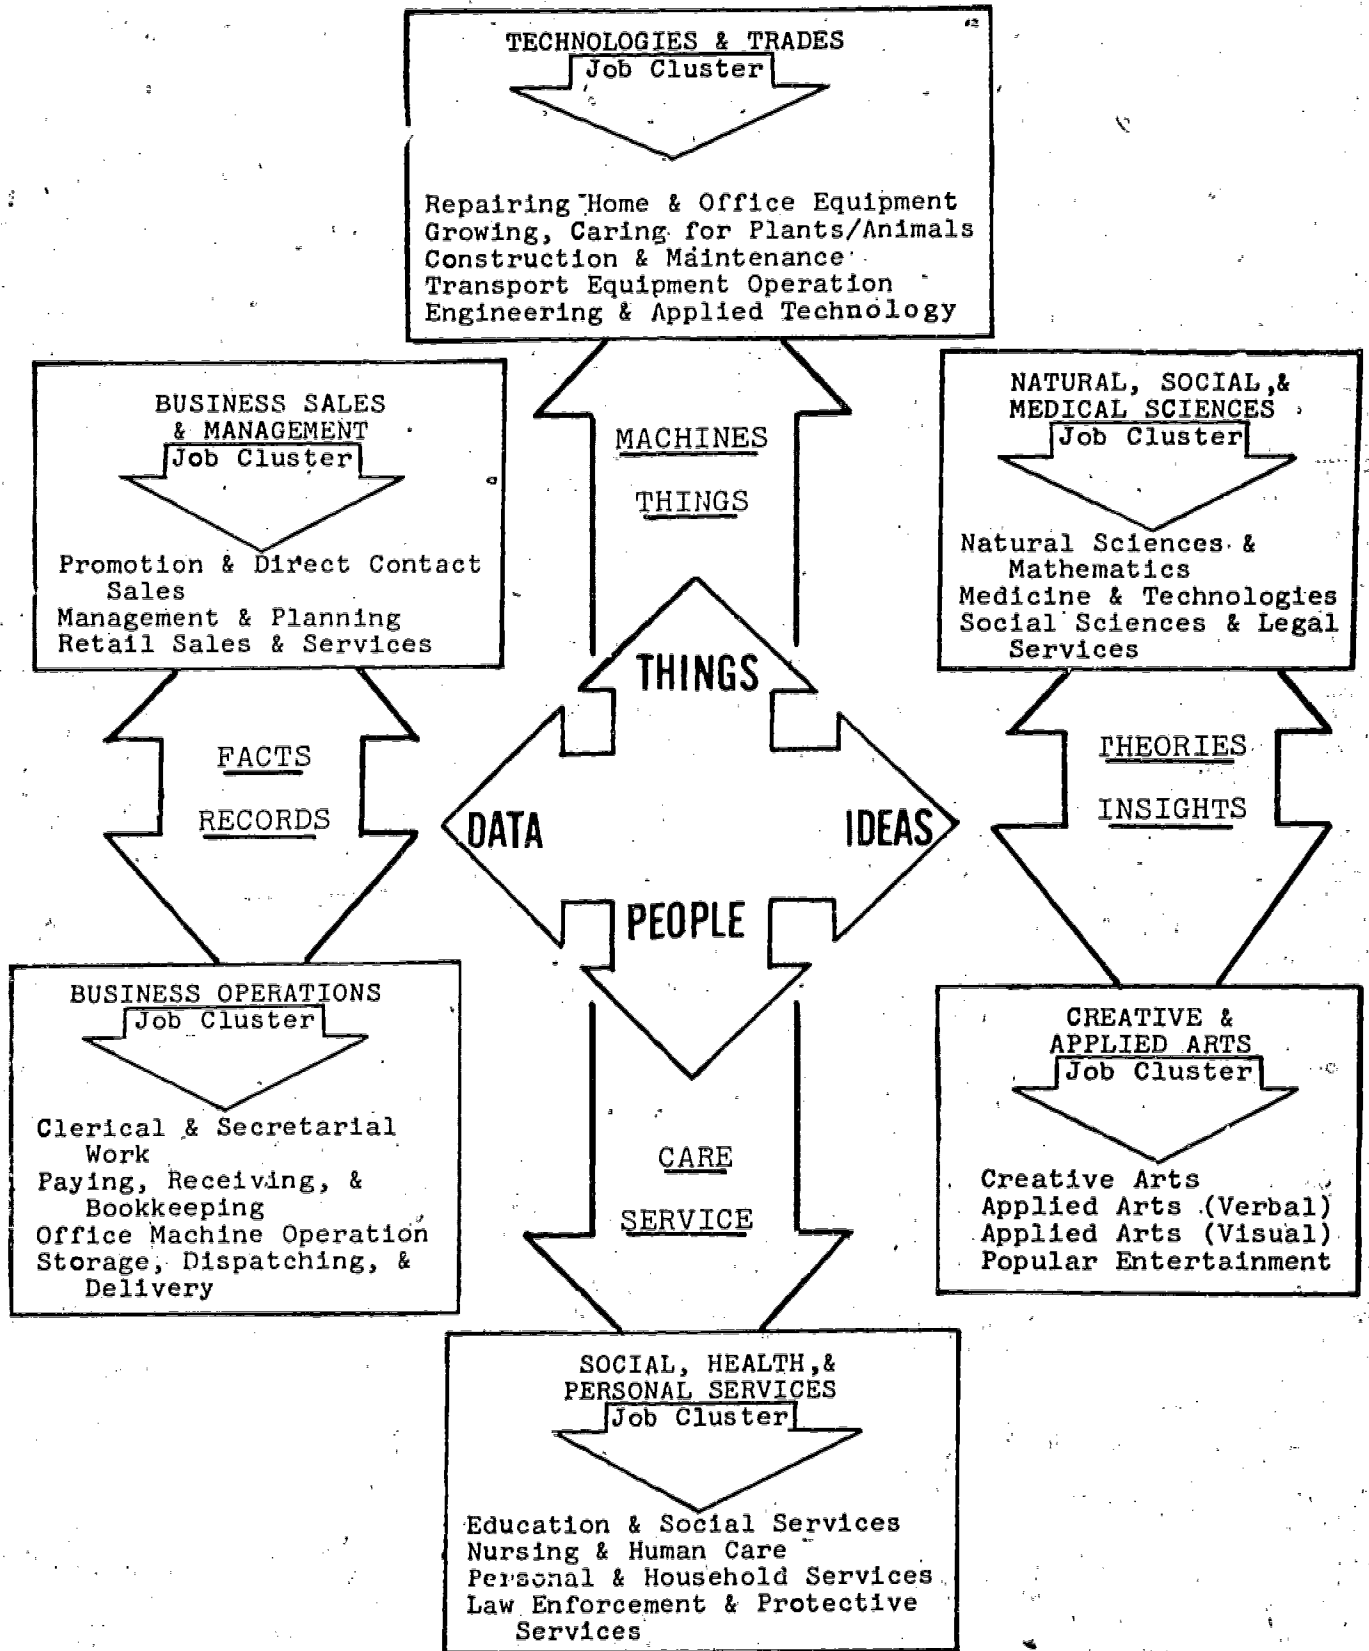 TECHNOLOGIES & TRADES
Job Cluster
Repairing Home & Office Equipment
Growing, Caring for Plants/Animals
Construction & Maintenance
Transport Equipment Operation
Engineering & Applied Technology
BUSINESS SALES
& MANAGEMENT
Job Cluster
Promotion & Direct Contact
Sales
Management & Planning
Retail Sales & Services
MACHINES
THINGS
NATURAL, SOCIAL,&
MEDICAL SCIENCES
Job Cluster
Natural Sciences &
Mathematics
Medicine & Technologies
Social Sciences & Legal
Services
FACTS
RECORDS
THINGS
DATA
IDEAS
PEOPLE
THEORIES
INSIGHTS
BUSINESS OPERATIONS
Job Cluster
Clerical & Secretarial
Work
Paying, Receiving, &
Bookkeeping
Office Machine Operation
Storage, Dispatching, &
Delivery
CARE
SERVICE
CREATIVE &
APPLIED ARTS
Job Cluster
Creative Arts
Applied Arts (Verbal)
Applied Arts (Visual)
Popular Entertainment
SOCIAL, HEALTH,&
PERSONAL SERVICES
Job Cluster
Education & Social Services
Nursing & Human Care
Personal & Household Services
Law Enforcement & Protective
Services